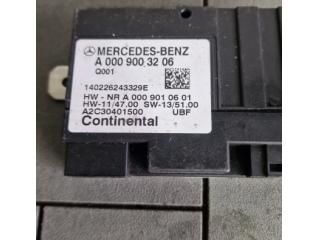 MERCEDES-BENZ
A 000 900 32 06
Q001
140226243329E
HW - NR A 000 901 06 01
HW-11/47.00 SW-13/51.00
A2C30401500 UBF
Continental